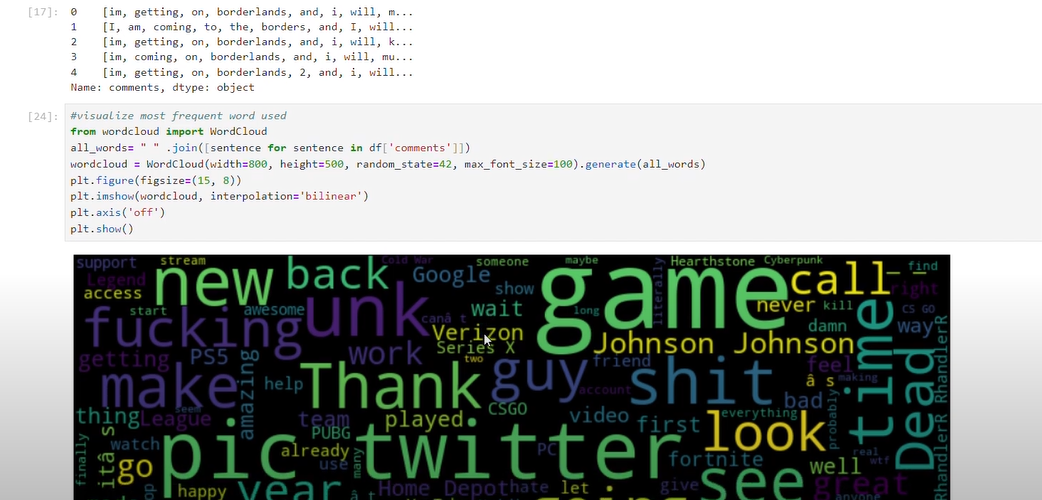 [17]: 0 [im, getting, on, borderlands, and, i, will, m...
1 [I, am, coming, to, the, borders, and, I, will...
2 [im, getting, on, borderlands, and, i, will, k...
3 [im, coming, on, borderlands, and, i, will, mu...
4 [im, getting, on, borderlands, 2, and, i, will...
Name: comments, dtype: object
[24]: #visualize most frequent word used
from wordcloud import WordCloud
all_words= " " .join([sentence for sentence in df['comments']])
wordcloud = WordCloud(width=800, height=500, random_state=42, max_font_size=100).generate(all_words)
plt.figure(figsize=(15, 8))
plt.imshow(wordcloud, interpolation='bilinear')
plt.axis('off')
plt.show()
support stream Cold War someone maybe Hearthstone Cyberpunk find
Legend new back Google game call right
access show long literally
start awesome unk wait never kill CS GO
fucking canâ t Verizon damn way
getting PS5 work Series X Johnson Johnson time
two friend feel
make amazing help Thank guy shit â s making
account bad Dead
thing League seem team played CSGO video first everything probably RhandlerR RhandlerR
itâ s PUBG look
finally watch already pic twitter PC fortnite well real
go use many see wtf
happy year â t Home Depot hate let give great anyone